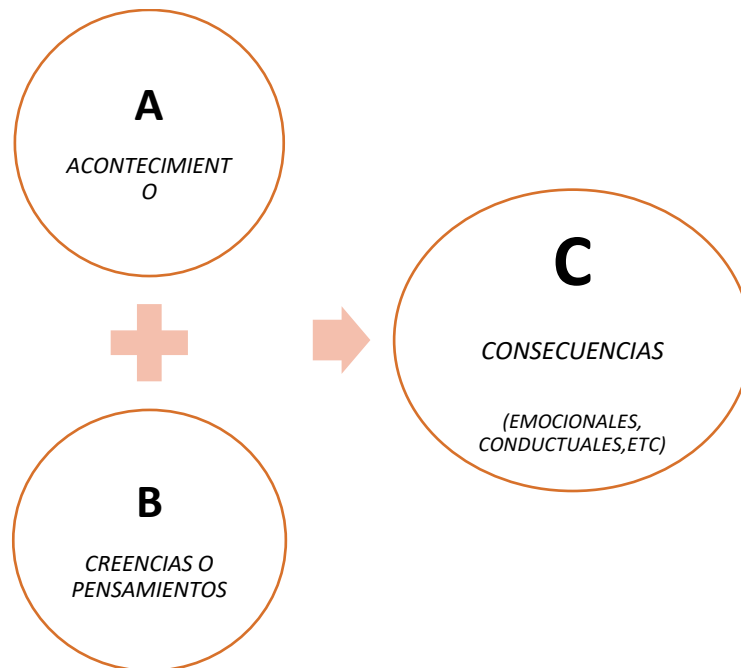 A
ACONTECIMIENT
O
B
CREENCIAS O
PENSAMIENTOS
C
CONSECUENCIAS
(EMOCIONALES,
CONDUCTUALES,ETC)